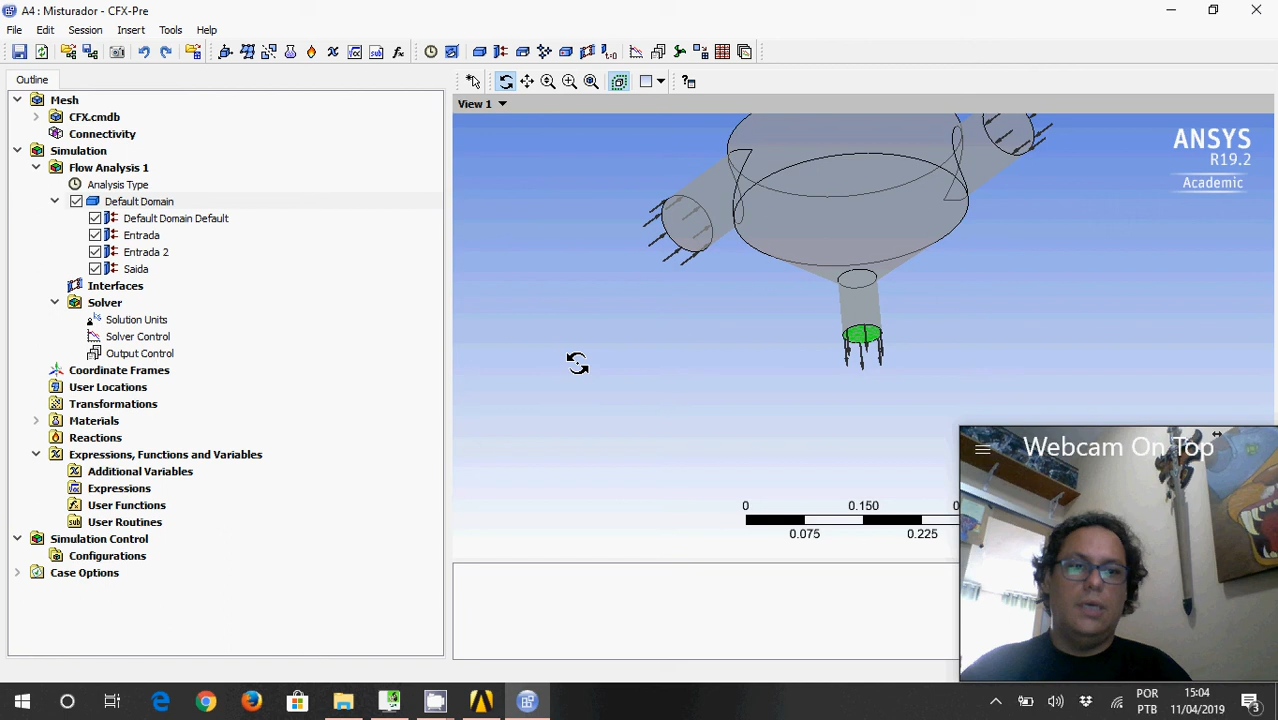 A4 : Misturador - CFX-Pre
File Edit Session Insert Tools Help
Outline
Mesh
CFX.cmdb
Connectivity
Simulation
Flow Analysis 1
Analysis Type
Default Domain
Default Domain Default
Entrada
Entrada 2
Saida
Interfaces
Solver
Solution Units
Solver Control
Output Control
Coordinate Frames
User Locations
Transformations
Materials
Reactions
Expressions, Functions and Variables
Additional Variables
Expressions
User Functions
User Routines
Simulation Control
Configurations
Case Options
View 1
ANSYS
R19.2
Academic
0 0.150
0.075 0.225
Webcam On Top
POR
PTB
15:04
11/04/2019
3